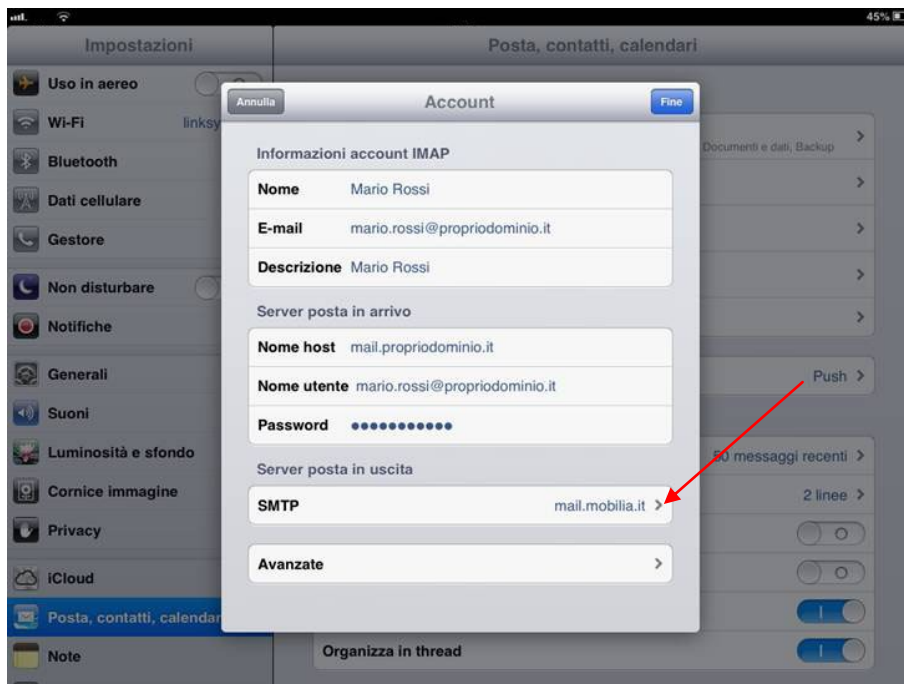 45%
Impostazioni
Posta, contatti, calendari
Uso in aereo
Wi-Fi
linksy
Bluetooth
Dati cellulare
Gestore
Non disturbare
Notifiche
Generali
Suoni
Luminosità e sfondo
Cornice immagine
Privacy
iCloud
Posta, contatti, calendar
Note
Annulla
Account
Fine
Informazioni account IMAP
Nome Mario Rossi
E-mail mario.rossi@propriodominio.it
Descrizione Mario Rossi
Server posta in arrivo
Nome host mail.propriodominio.it
Nome utente mario.rossi@propriodominio.it
Password ●●●●●●●●●●●
Server posta in uscita
SMTP mail.mobilia.it
Avanzate
Documenti e dati, Backup
Push
50 messaggi recenti
2 linee
Organizza in thread